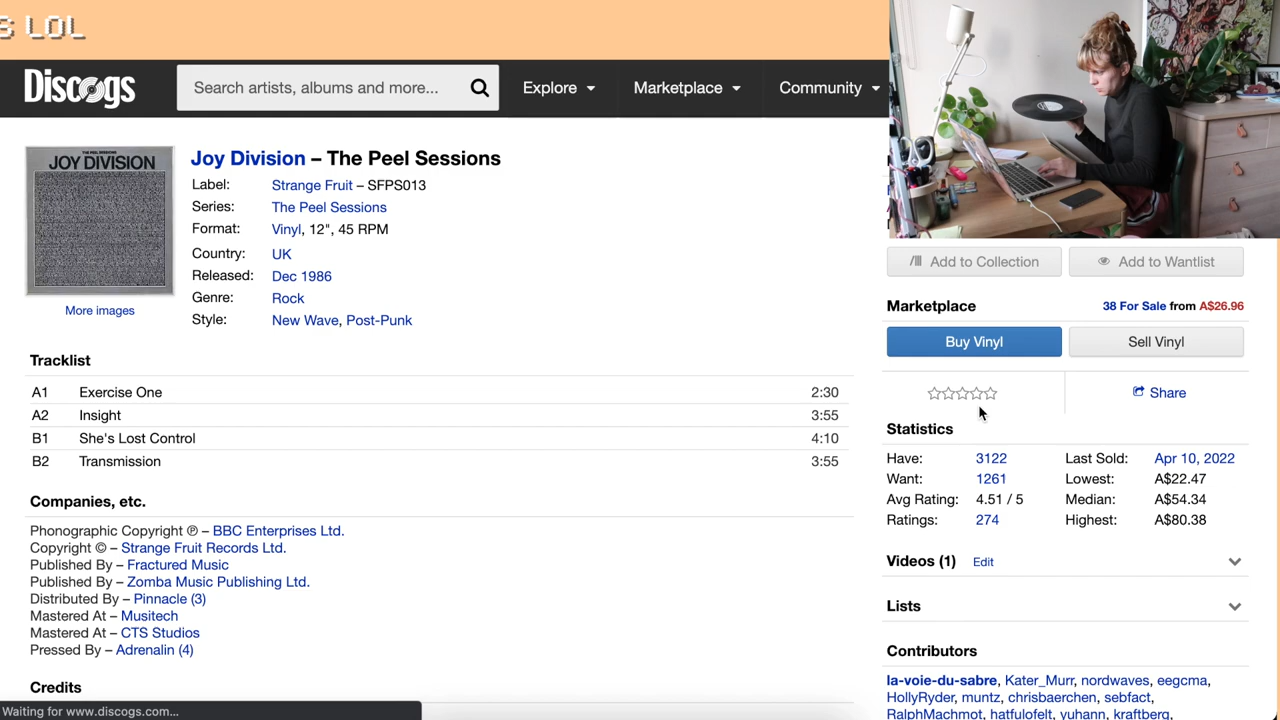 S LOL
Discogs
Search artists, albums and more...
Explore
Marketplace
Community
THE PEEL SESSIONS
JOY DIVISION
More images
Joy Division – The Peel Sessions
Label: Strange Fruit – SFPS013
Series: The Peel Sessions
Format: Vinyl, 12", 45 RPM
Country: UK
Released: Dec 1986
Genre: Rock
Style: New Wave, Post-Punk
Tracklist
A1 Exercise One 2:30
A2 Insight 3:55
B1 She's Lost Control 4:10
B2 Transmission 3:55
Companies, etc.
Phonographic Copyright ℗ – BBC Enterprises Ltd.
Copyright © – Strange Fruit Records Ltd.
Published By – Fractured Music
Published By – Zomba Music Publishing Ltd.
Distributed By – Pinnacle (3)
Mastered At – Musitech
Mastered At – CTS Studios
Pressed By – Adrenalin (4)
Credits
Waiting for www.discogs.com...
Add to Collection
Add to Wantlist
Marketplace 38 For Sale from A$26.96
Buy Vinyl
Sell Vinyl
Share
Statistics
Have: 3122 Last Sold: Apr 10, 2022
Want: 1261 Lowest: A$22.47
Avg Rating: 4.51 / 5 Median: A$54.34
Ratings: 274 Highest: A$80.38
Videos (1) Edit
Lists
Contributors
la-voie-du-sabre, Kater_Murr, nordwaves, eegcma,
HollyRyder, muntz, chrisbaerchen, sebfact,
RalphMachmot, hatfulofelt, yuhann, kraftberg,